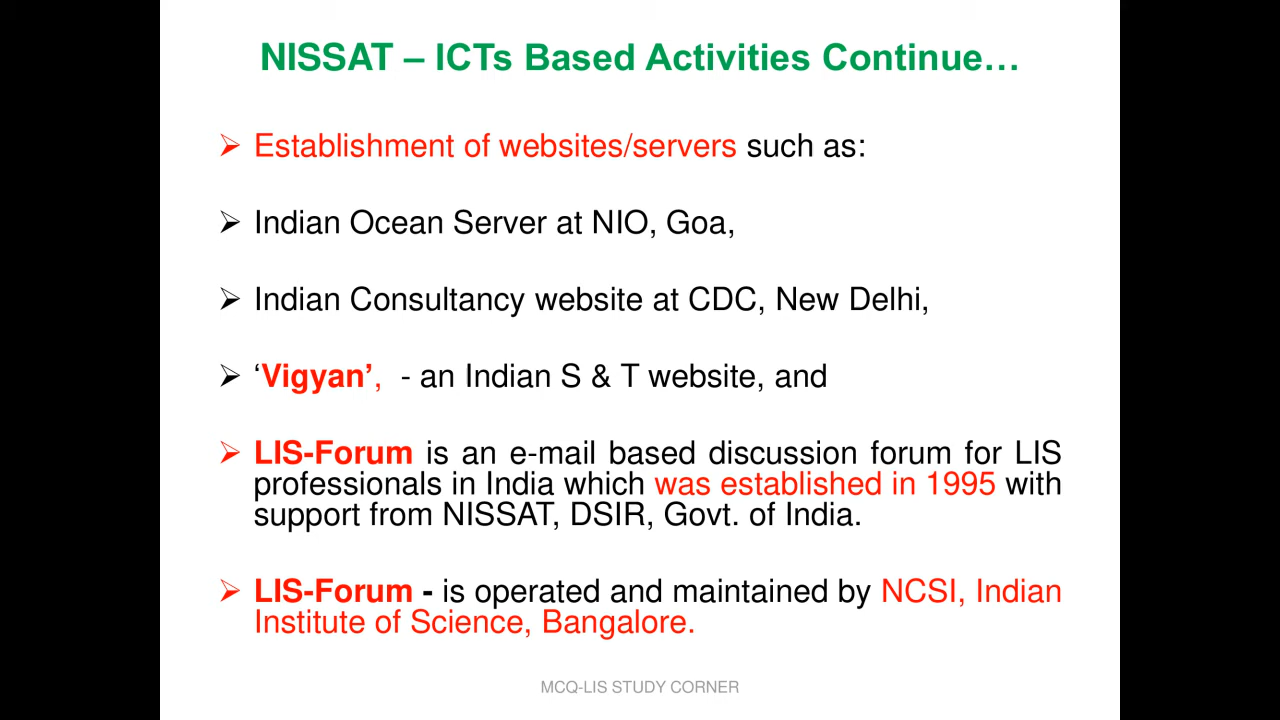 NISSAT – ICTs Based Activities Continue…
➢ Establishment of websites/servers such as:
➢ Indian Ocean Server at NIO, Goa,
➢ Indian Consultancy website at CDC, New Delhi,
➢ ‘Vigyan’, - an Indian S & T website, and
➢ LIS-Forum is an e-mail based discussion forum for LIS
professionals in India which was established in 1995 with
support from NISSAT, DSIR, Govt. of India.
➢ LIS-Forum - is operated and maintained by NCSI, Indian
Institute of Science, Bangalore.
MCQ-LIS STUDY CORNER